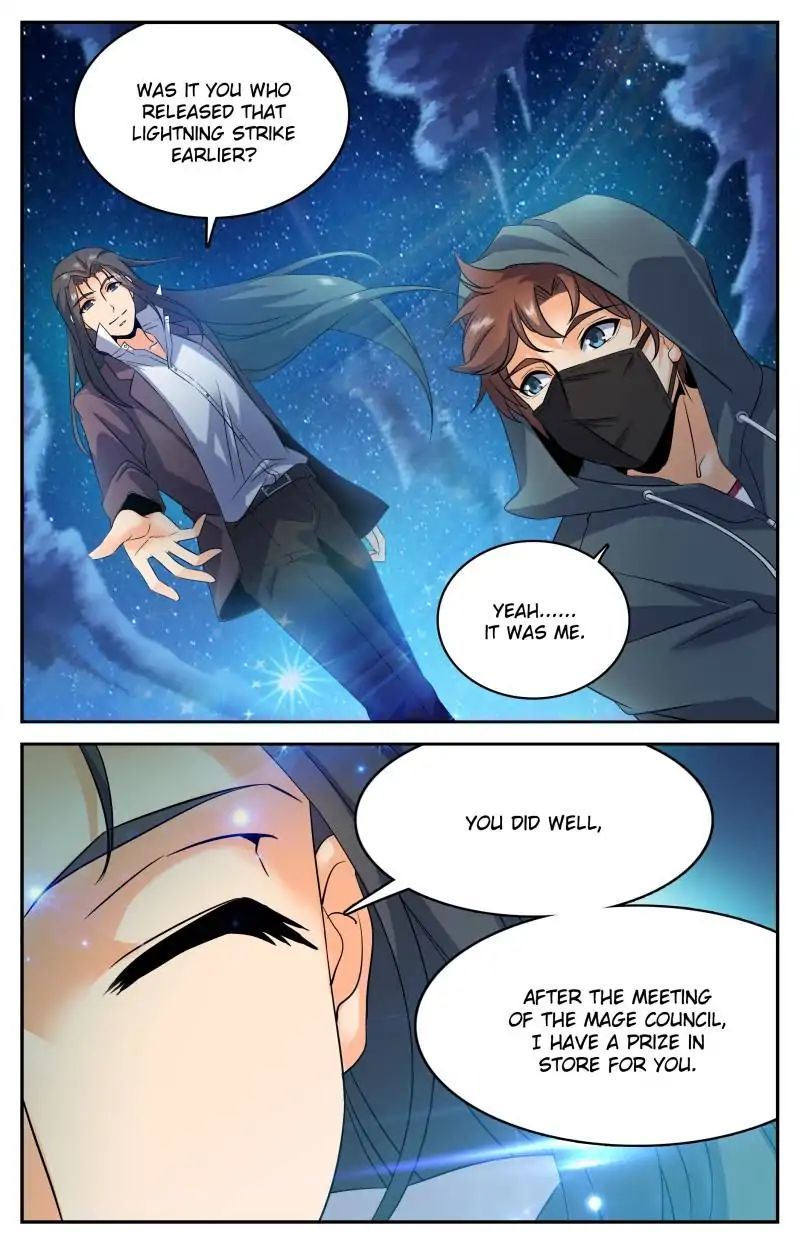 WAS IT YOU WHO
RELEASED THAT
LIGHTNING STRIKE
EARLIER?
YEAH......
IT WAS ME.
YOU DID WELL,
AFTER THE MEETING
OF THE MAGE COUNCIL,
I HAVE A PRIZE IN
STORE FOR YOU.